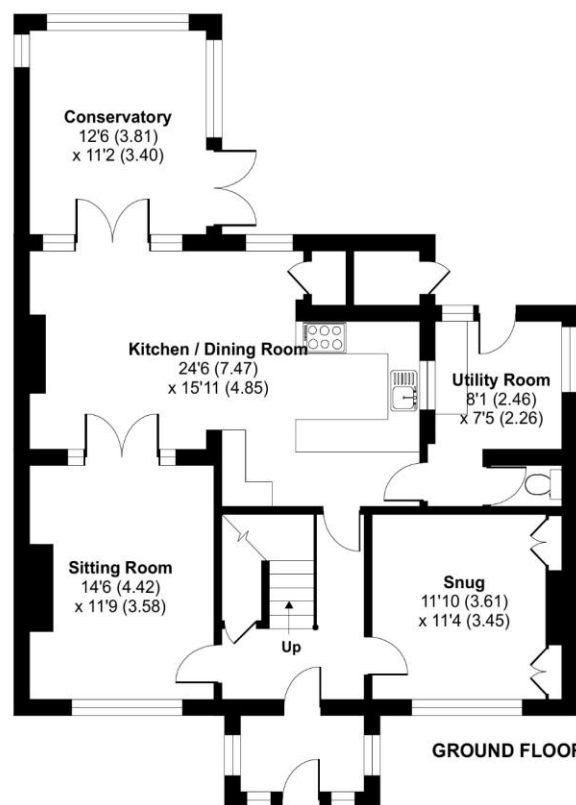 Conservatory
12'6 (3.81)
x 11'2 (3.40)
Kitchen / Dining Room
24'6 (7.47)
x 15'11 (4.85)
Utility Room
8'1 (2.46)
x 7'5 (2.26)
Sitting Room
14'6 (4.42)
x 11'9 (3.58)
Up
Snug
11'10 (3.61)
x 11'4 (3.45)
GROUND FLOOR